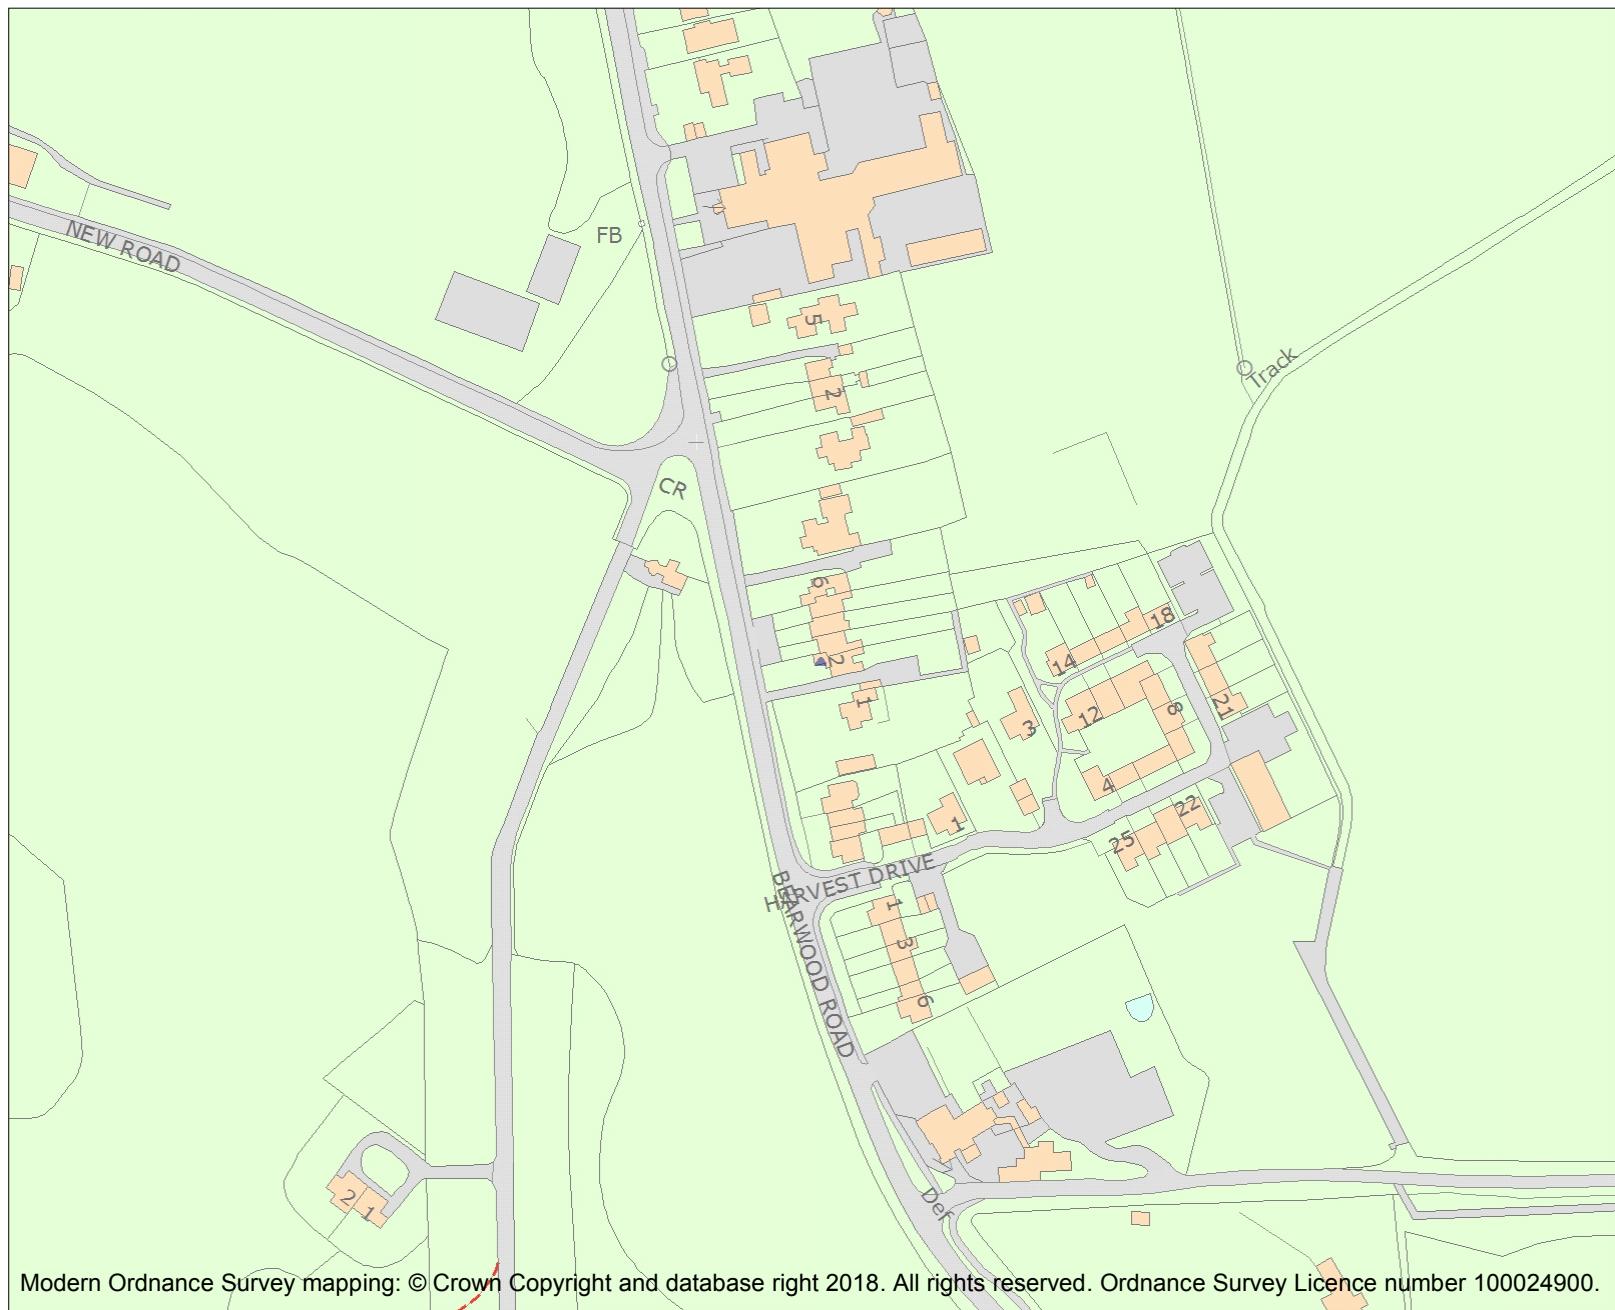 NEW ROAD
FB
5
Track
2
CR
6
18
2
14
1
21
12
8
3
4
22
1
25
HARVEST DRIVE
BEARWOOD ROAD
1
3
6
2
1
Def
Modern Ordnance Survey mapping: © Crown Copyright and database right 2018. All rights reserved. Ordnance Survey Licence number 100024900.